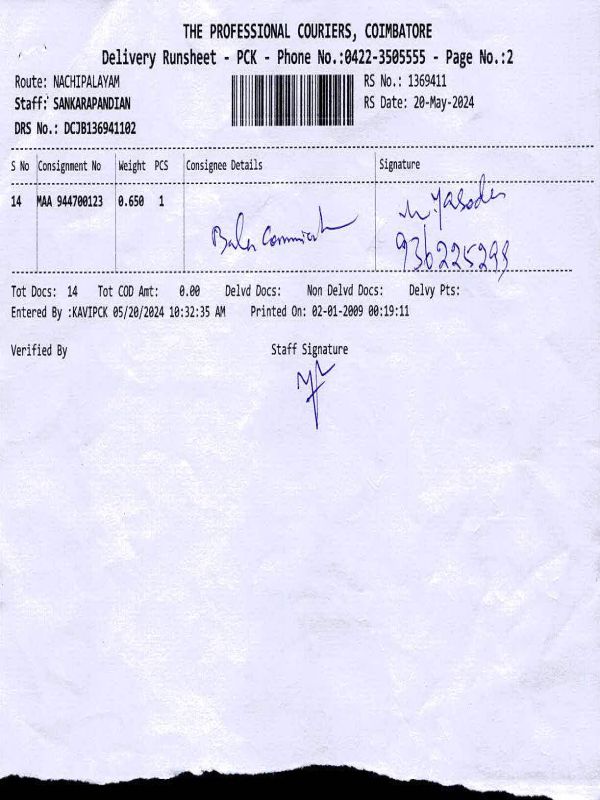 THE PROFESSIONAL COURIERS, COIMBATORE
Delivery Runsheet - PCK - Phone No.:0422-3505555 - Page No.:2
Route: NACHIPALAYAM RS No.: 1369411
Staff: SANKARAPANDIAN RS Date: 20-May-2024
DRS No.: DCJB136941102
S No Consignment No Weight PCS Consignee Details Signature
14 MAA 944700123 0.650 1
Tot Docs: 14 Tot COD Amt: 0.00 Delvd Docs: Non Delvd Docs: Delvy Pts:
Entered By :KAVIPCK 05/20/2024 10:32:35 AM Printed On: 02-01-2009 00:19:11
Verified By Staff Signature